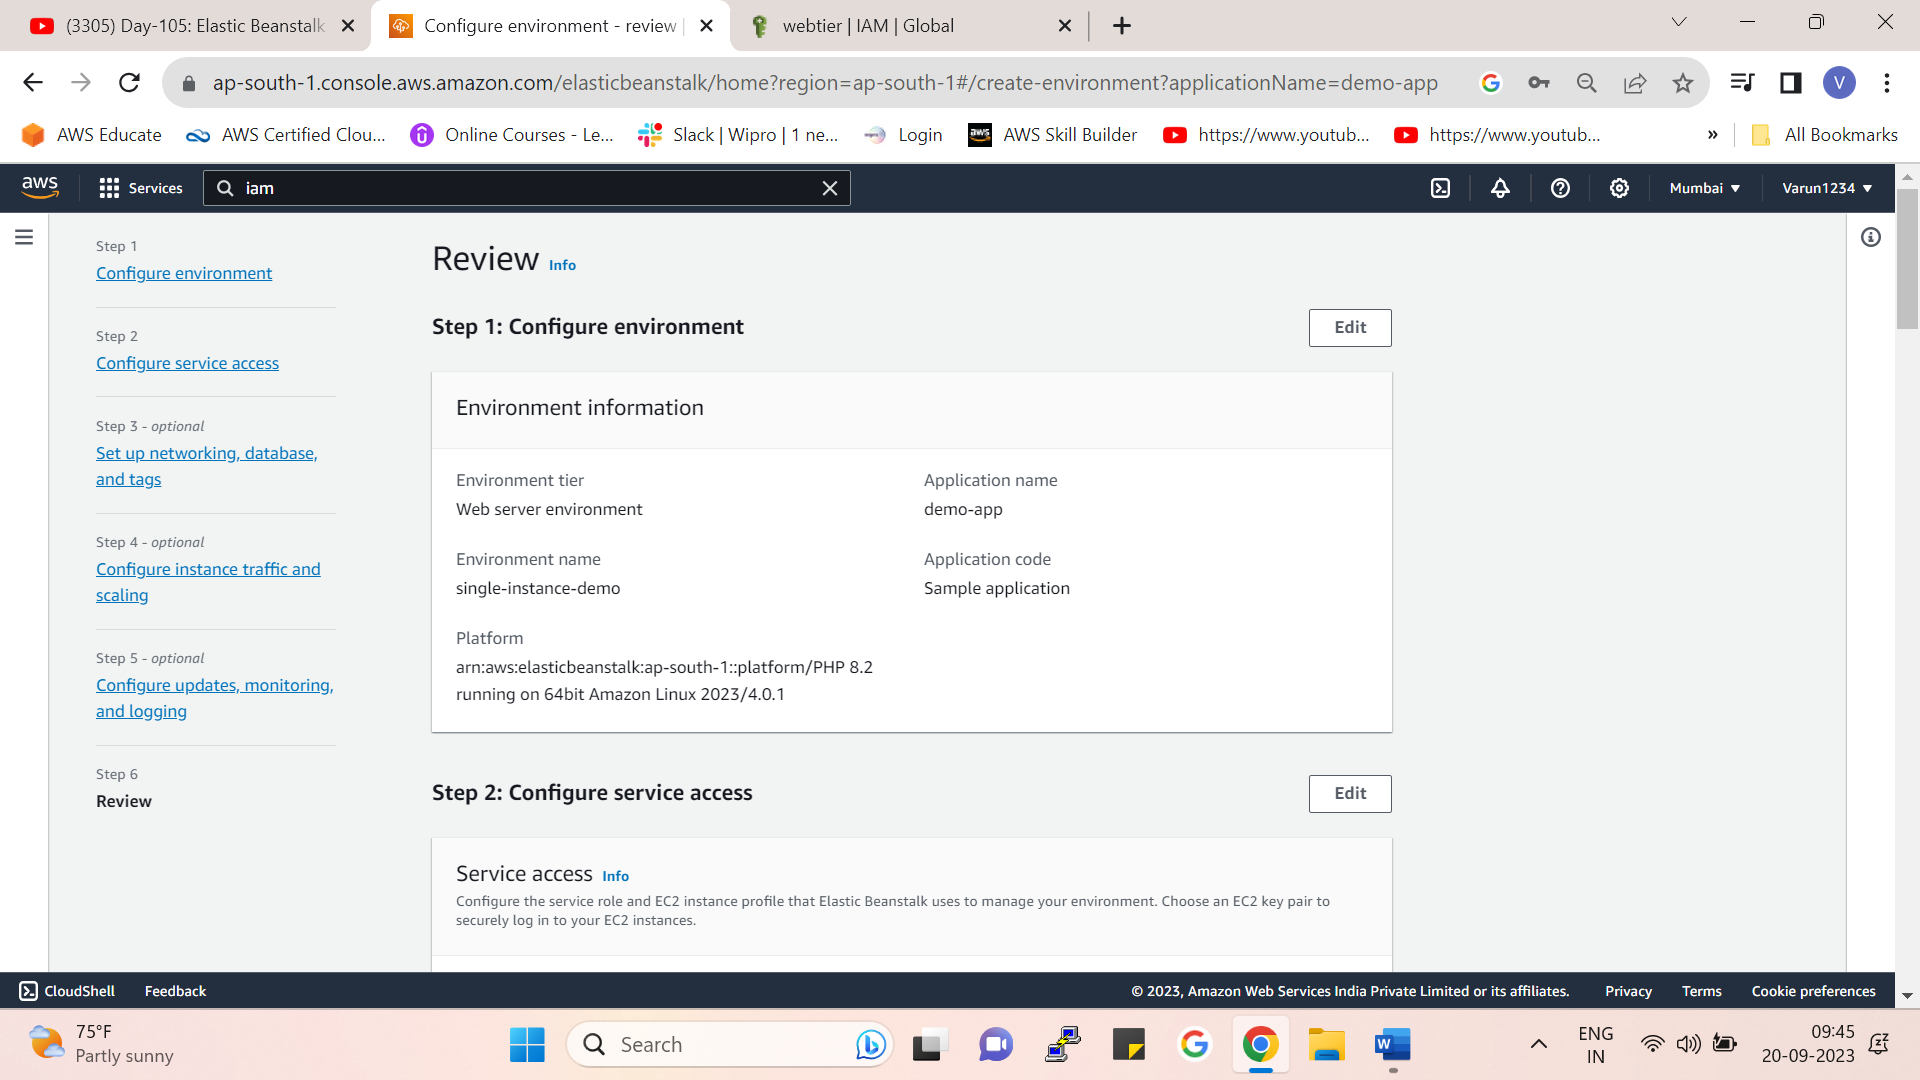 (3305) Day-105: Elastic Beanstalk
Configure environment - review |
webtier | IAM | Global
ap-south-1.console.aws.amazon.com/elasticbeanstalk/home?region=ap-south-1#/create-environment?applicationName=demo-app
V
AWS Educate
AWS Certified Clou...
Online Courses - Le...
Slack | Wipro | 1 ne...
Login
AWS Skill Builder
https://www.youtub...
https://www.youtub...
»
All Bookmarks
aws
Services
iam
Mumbai ▼
Varun1234 ▼
Step 1
Configure environment
Step 2
Configure service access
Step 3 - optional
Set up networking, database,
and tags
Step 4 - optional
Configure instance traffic and
scaling
Step 5 - optional
Configure updates, monitoring,
and logging
Step 6
Review
Review Info
Step 1: Configure environment
Edit
Environment information
Environment tier
Web server environment
Application name
demo-app
Environment name
single-instance-demo
Application code
Sample application
Platform
arn:aws:elasticbeanstalk:ap-south-1::platform/PHP 8.2
running on 64bit Amazon Linux 2023/4.0.1
Step 2: Configure service access
Edit
Service access Info
Configure the service role and EC2 instance profile that Elastic Beanstalk uses to manage your environment. Choose an EC2 key pair to
securely log in to your EC2 instances.
CloudShell
Feedback
© 2023, Amazon Web Services India Private Limited or its affiliates.
Privacy
Terms
Cookie preferences
75°F
Partly sunny
Search
ENG
IN
09:45
20-09-2023